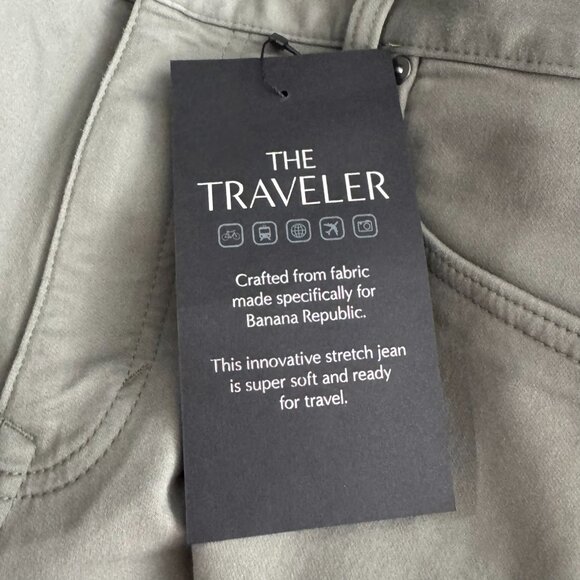 THE
TRAVELER
Crafted from fabric
made specifically for
Banana Republic.
This innovative stretch jean
is super soft and ready
for travel.